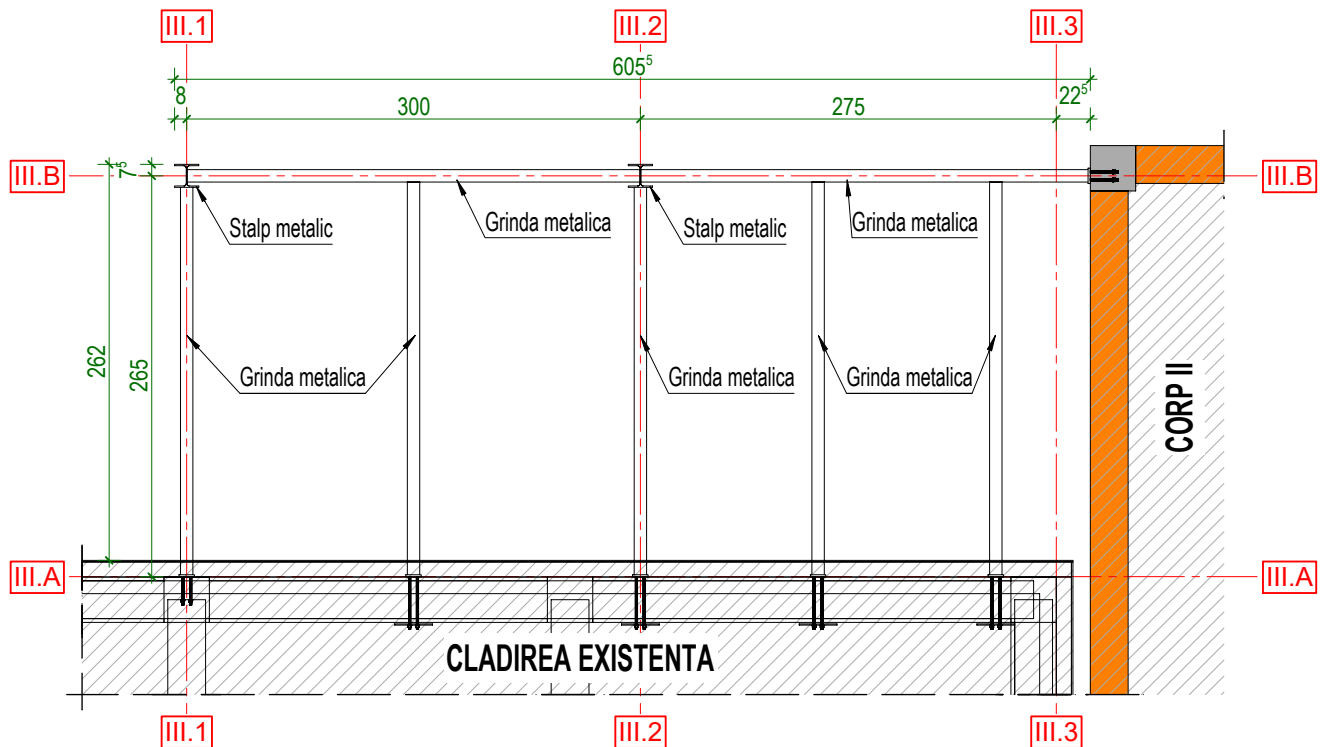 III.1 III.2 III.3
605⁵
8 300 275 22⁵
III.B 7⁵ III.B
Stalp metalic Grinda metalica Stalp metalic Grinda metalica
262 265
Grinda metalica Grinda metalica Grinda metalica
CORP II
III.A III.A
CLADIREA EXISTENTA
III.1 III.2 III.3